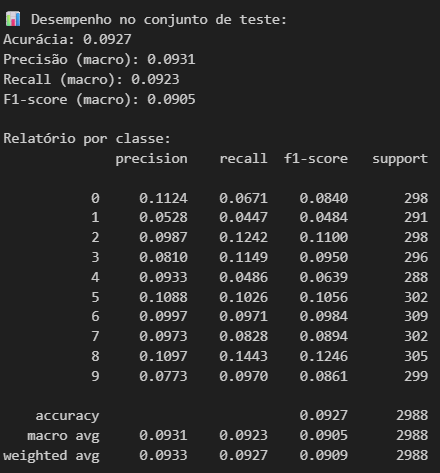 📊 Desempenho no conjunto de teste:
Acurácia: 0.0927
Precisão (macro): 0.0931
Recall (macro): 0.0923
F1-score (macro): 0.0905
Relatório por classe:
precision recall f1-score support
0 0.1124 0.0671 0.0840 298
1 0.0528 0.0447 0.0484 291
2 0.0987 0.1242 0.1100 298
3 0.0810 0.1149 0.0950 296
4 0.0933 0.0486 0.0639 288
5 0.1088 0.1026 0.1056 302
6 0.0997 0.0971 0.0984 309
7 0.0973 0.0828 0.0894 302
8 0.1097 0.1443 0.1246 305
9 0.0773 0.0970 0.0861 299
accuracy 0.0927 2988
macro avg 0.0931 0.0923 0.0905 2988
weighted avg 0.0933 0.0927 0.0909 2988